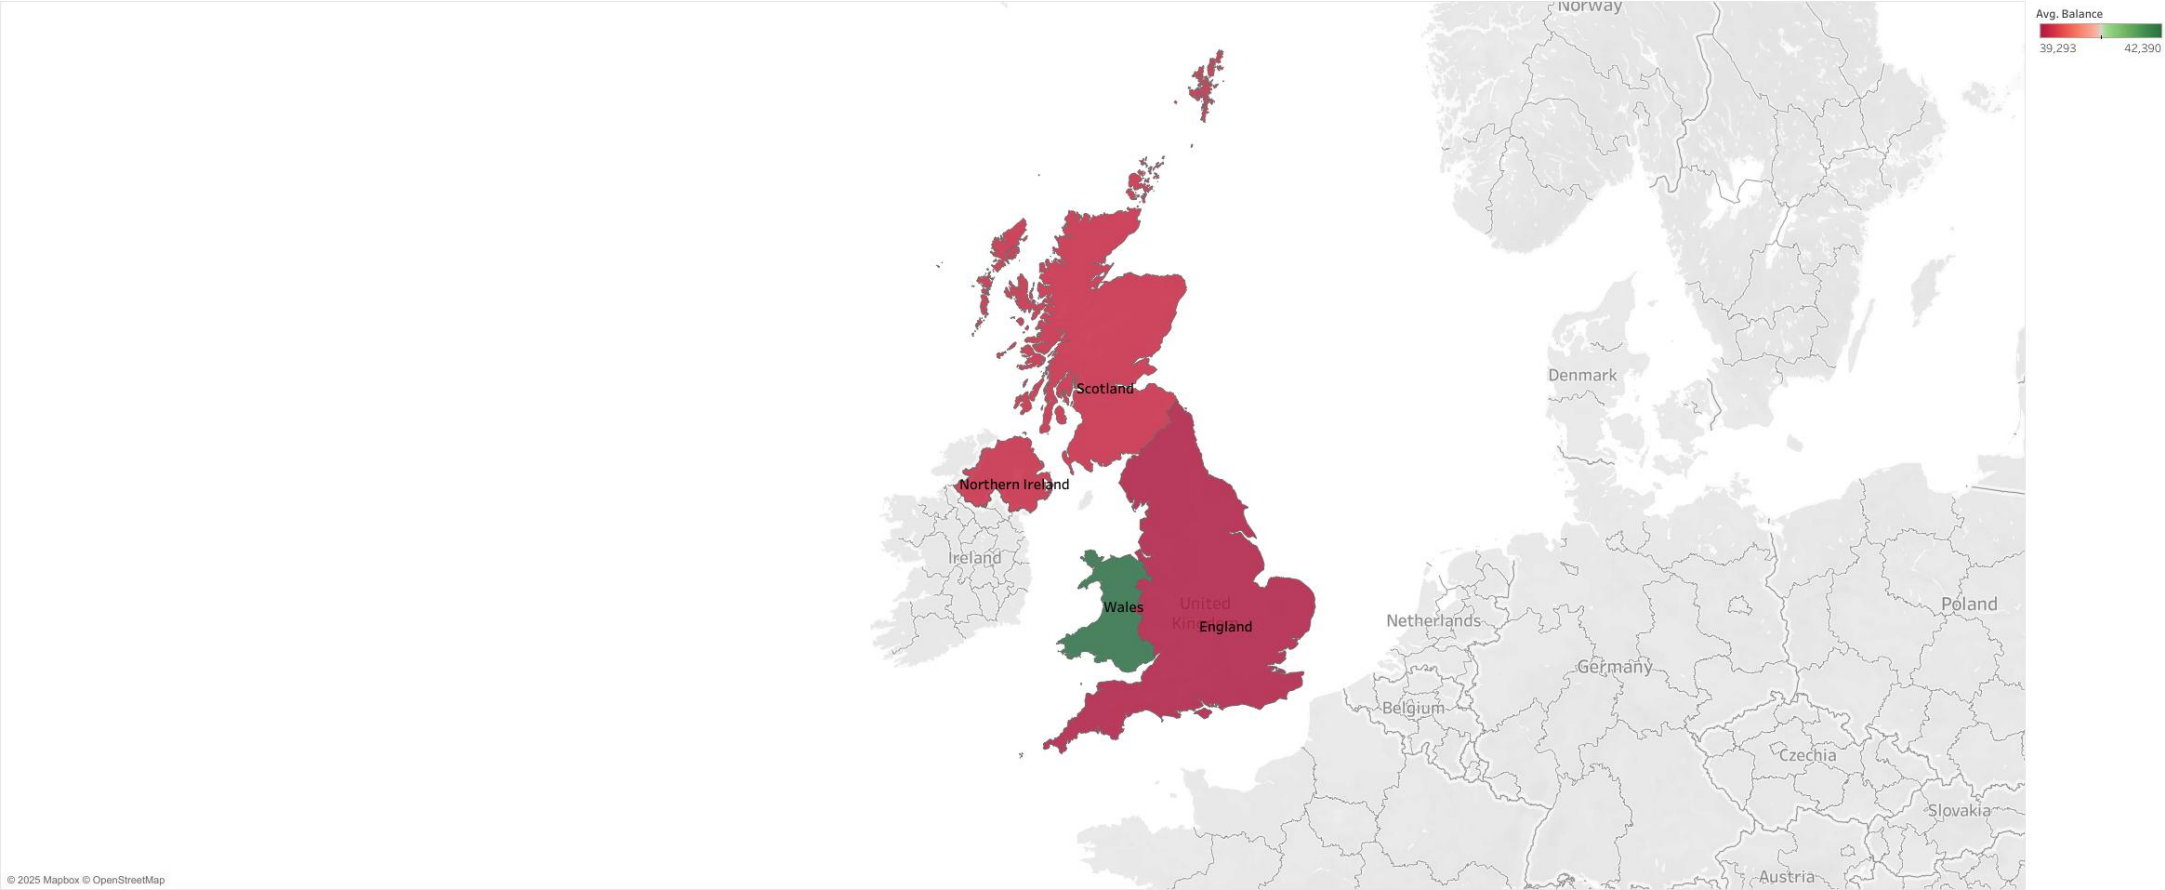 Norway
Avg. Balance
39,293 42,390
Denmark
Scotland
Northern Ireland
Ireland
United
Kingdom
Wales
England
Netherlands
Poland
Germany
Belgium
Czechia
Slovakia
Austria
© 2025 Mapbox © OpenStreetMap